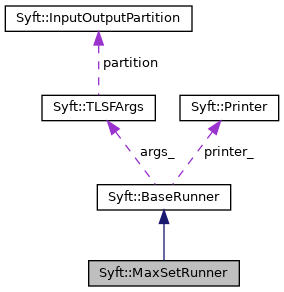 Syft::InputOutputPartition
partition
Syft::TLSFArgs
Syft::Printer
args_
printer_
Syft::BaseRunner
Syft::MaxSetRunner